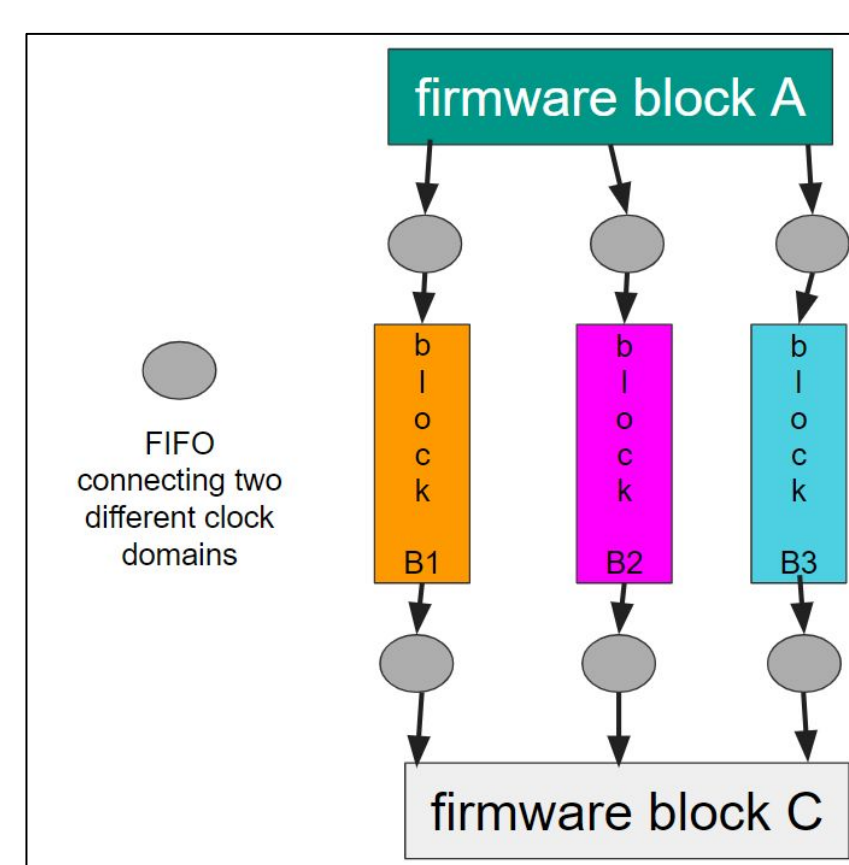 firmware block A
b
l
o
c
k
B1
b
l
o
c
k
B2
b
l
o
c
k
B3
FIFO
connecting two
different clock
domains
firmware block C